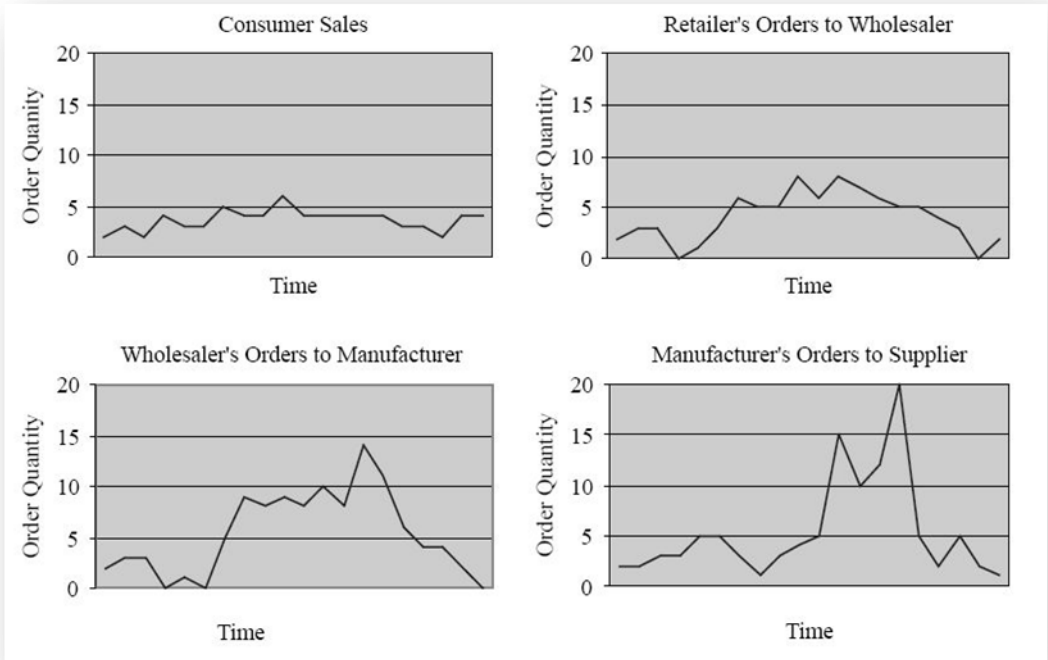 Consumer Sales
20
15
10
5
0
Order Quanity
Time
Retailer's Orders to Wholesaler
20
15
10
5
0
Order Quantity
Time
Wholesaler's Orders to Manufacturer
20
15
10
5
0
Order Quantity
Time
Manufacturer's Orders to Supplier
20
15
10
5
0
Order Quantity
Time